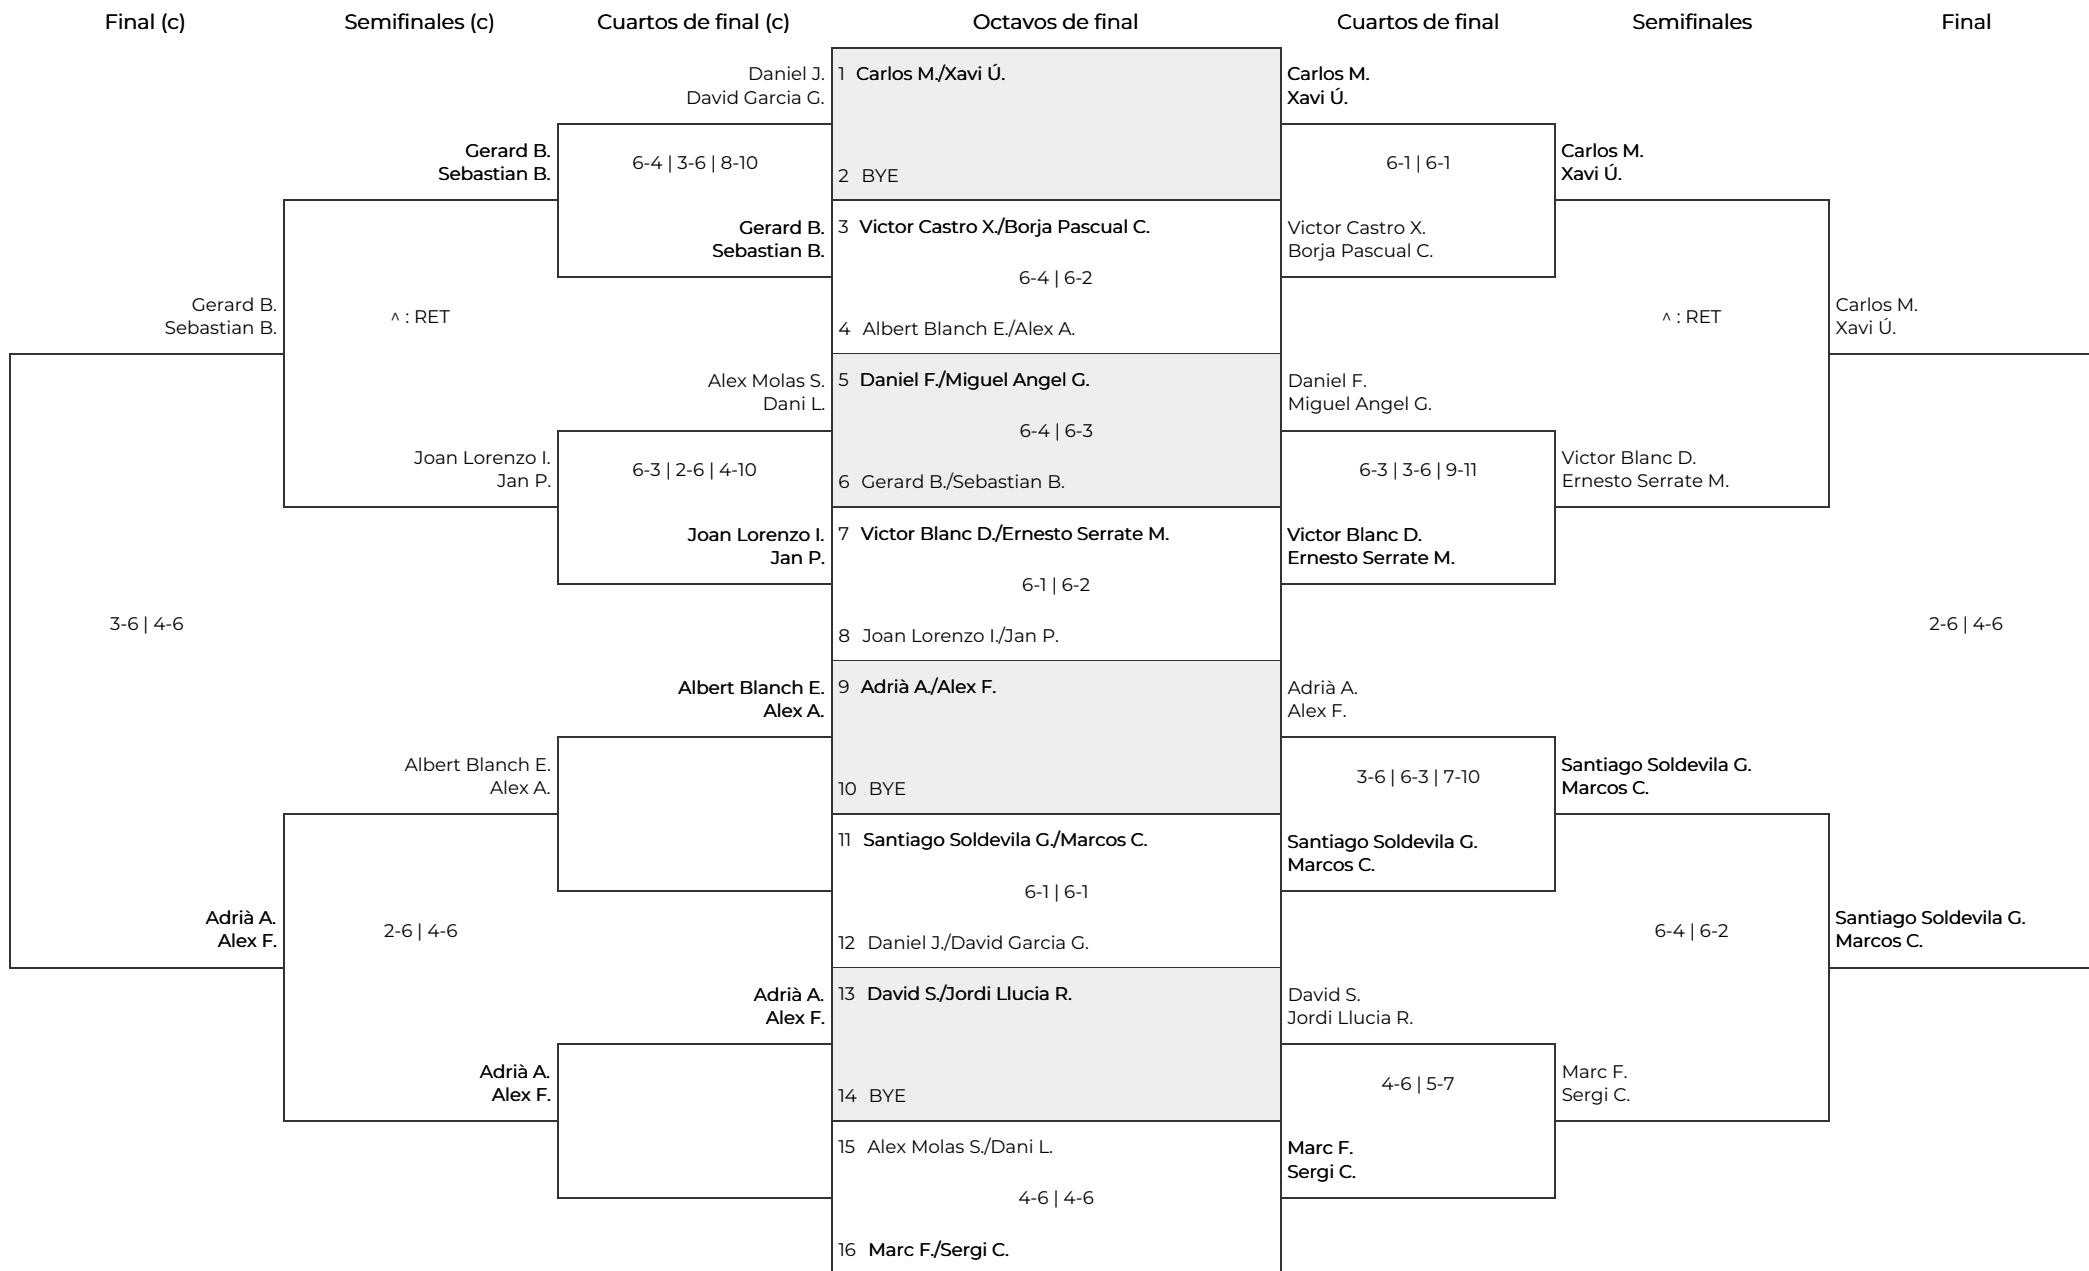 Final (c)
Semifinales (c)
Cuartos de final (c)
Octavos de final
Cuartos de final
Semifinales
Final
Gerard B.
Sebastian B.
3-6 | 4-6
Adrià A.
Alex F.
Gerard B.
Sebastian B.
^ : RET
Joan Lorenzo I.
Jan P.
Albert Blanch E.
Alex A.
2-6 | 4-6
Adrià A.
Alex F.
Daniel J.
David Garcia G.
6-4 | 3-6 | 8-10
Gerard B.
Sebastian B.
Alex Molas S.
Dani L.
6-3 | 2-6 | 4-10
Joan Lorenzo I.
Jan P.
Albert Blanch E.
Alex A.
Adrià A.
Alex F.
1 Carlos M./Xavi Ú.
2 BYE
3 Victor Castro X./Borja Pascual C.
6-4 | 6-2
4 Albert Blanch E./Alex A.
5 Daniel F./Miguel Angel G.
6-4 | 6-3
6 Gerard B./Sebastian B.
7 Victor Blanc D./Ernesto Serrate M.
6-1 | 6-2
8 Joan Lorenzo I./Jan P.
9 Adrià A./Alex F.
10 BYE
11 Santiago Soldevila G./Marcos C.
6-1 | 6-1
12 Daniel J./David Garcia G.
13 David S./Jordi Llucia R.
14 BYE
15 Alex Molas S./Dani L.
4-6 | 4-6
16 Marc F./Sergi C.
Carlos M.
Xavi Ú.
6-1 | 6-1
Victor Castro X.
Borja Pascual C.
Daniel F.
Miguel Angel G.
6-3 | 3-6 | 9-11
Victor Blanc D.
Ernesto Serrate M.
Adrià A.
Alex F.
3-6 | 6-3 | 7-10
Santiago Soldevila G.
Marcos C.
David S.
Jordi Llucia R.
4-6 | 5-7
Marc F.
Sergi C.
Carlos M.
Xavi Ú.
^ : RET
Victor Blanc D.
Ernesto Serrate M.
Santiago Soldevila G.
Marcos C.
6-4 | 6-2
Marc F.
Sergi C.
Carlos M.
Xavi Ú.
2-6 | 4-6
Santiago Soldevila G.
Marcos C.